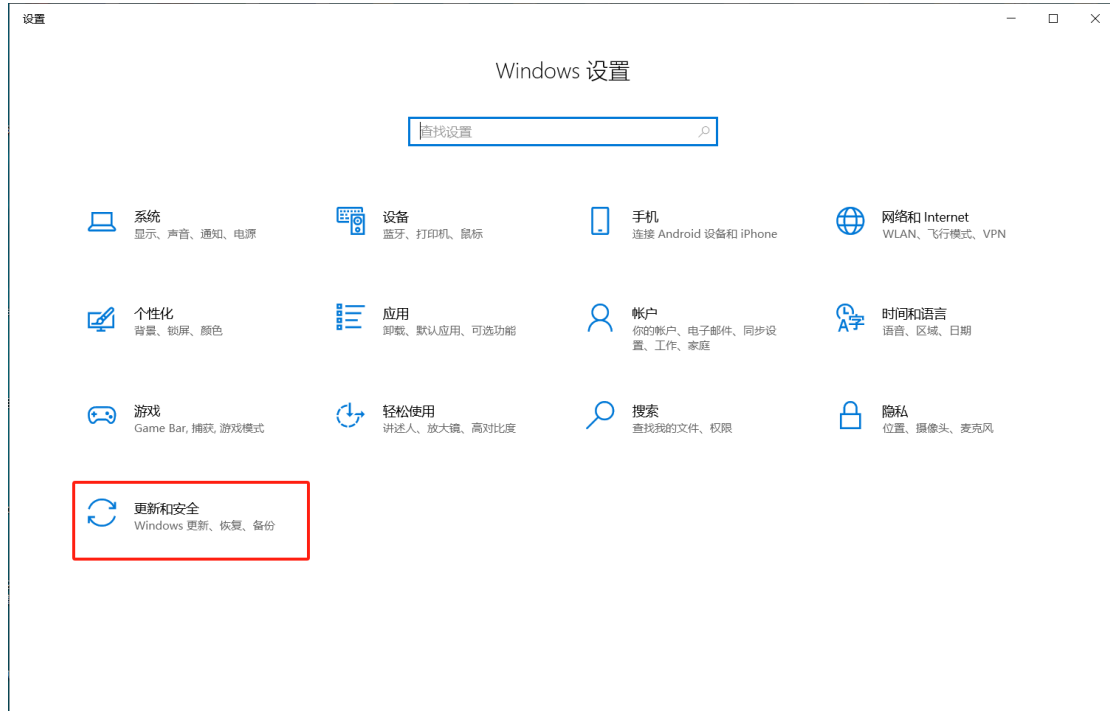 设置
Windows 设置
查找设置
系统
显示、声音、通知、电源
设备
蓝牙、打印机、鼠标
手机
连接 Android 设备和 iPhone
网络和 Internet
WLAN、飞行模式、VPN
个性化
背景、锁屏、颜色
应用
卸载、默认应用、可选功能
帐户
你的帐户、电子邮件、同步设
置、工作、家庭
时间和语言
语音、区域、日期
游戏
Game Bar, 捕获, 游戏模式
轻松使用
讲述人、放大镜、高对比度
搜索
查找我的文件、权限
隐私
位置、摄像头、麦克风
更新和安全
Windows 更新、恢复、备份